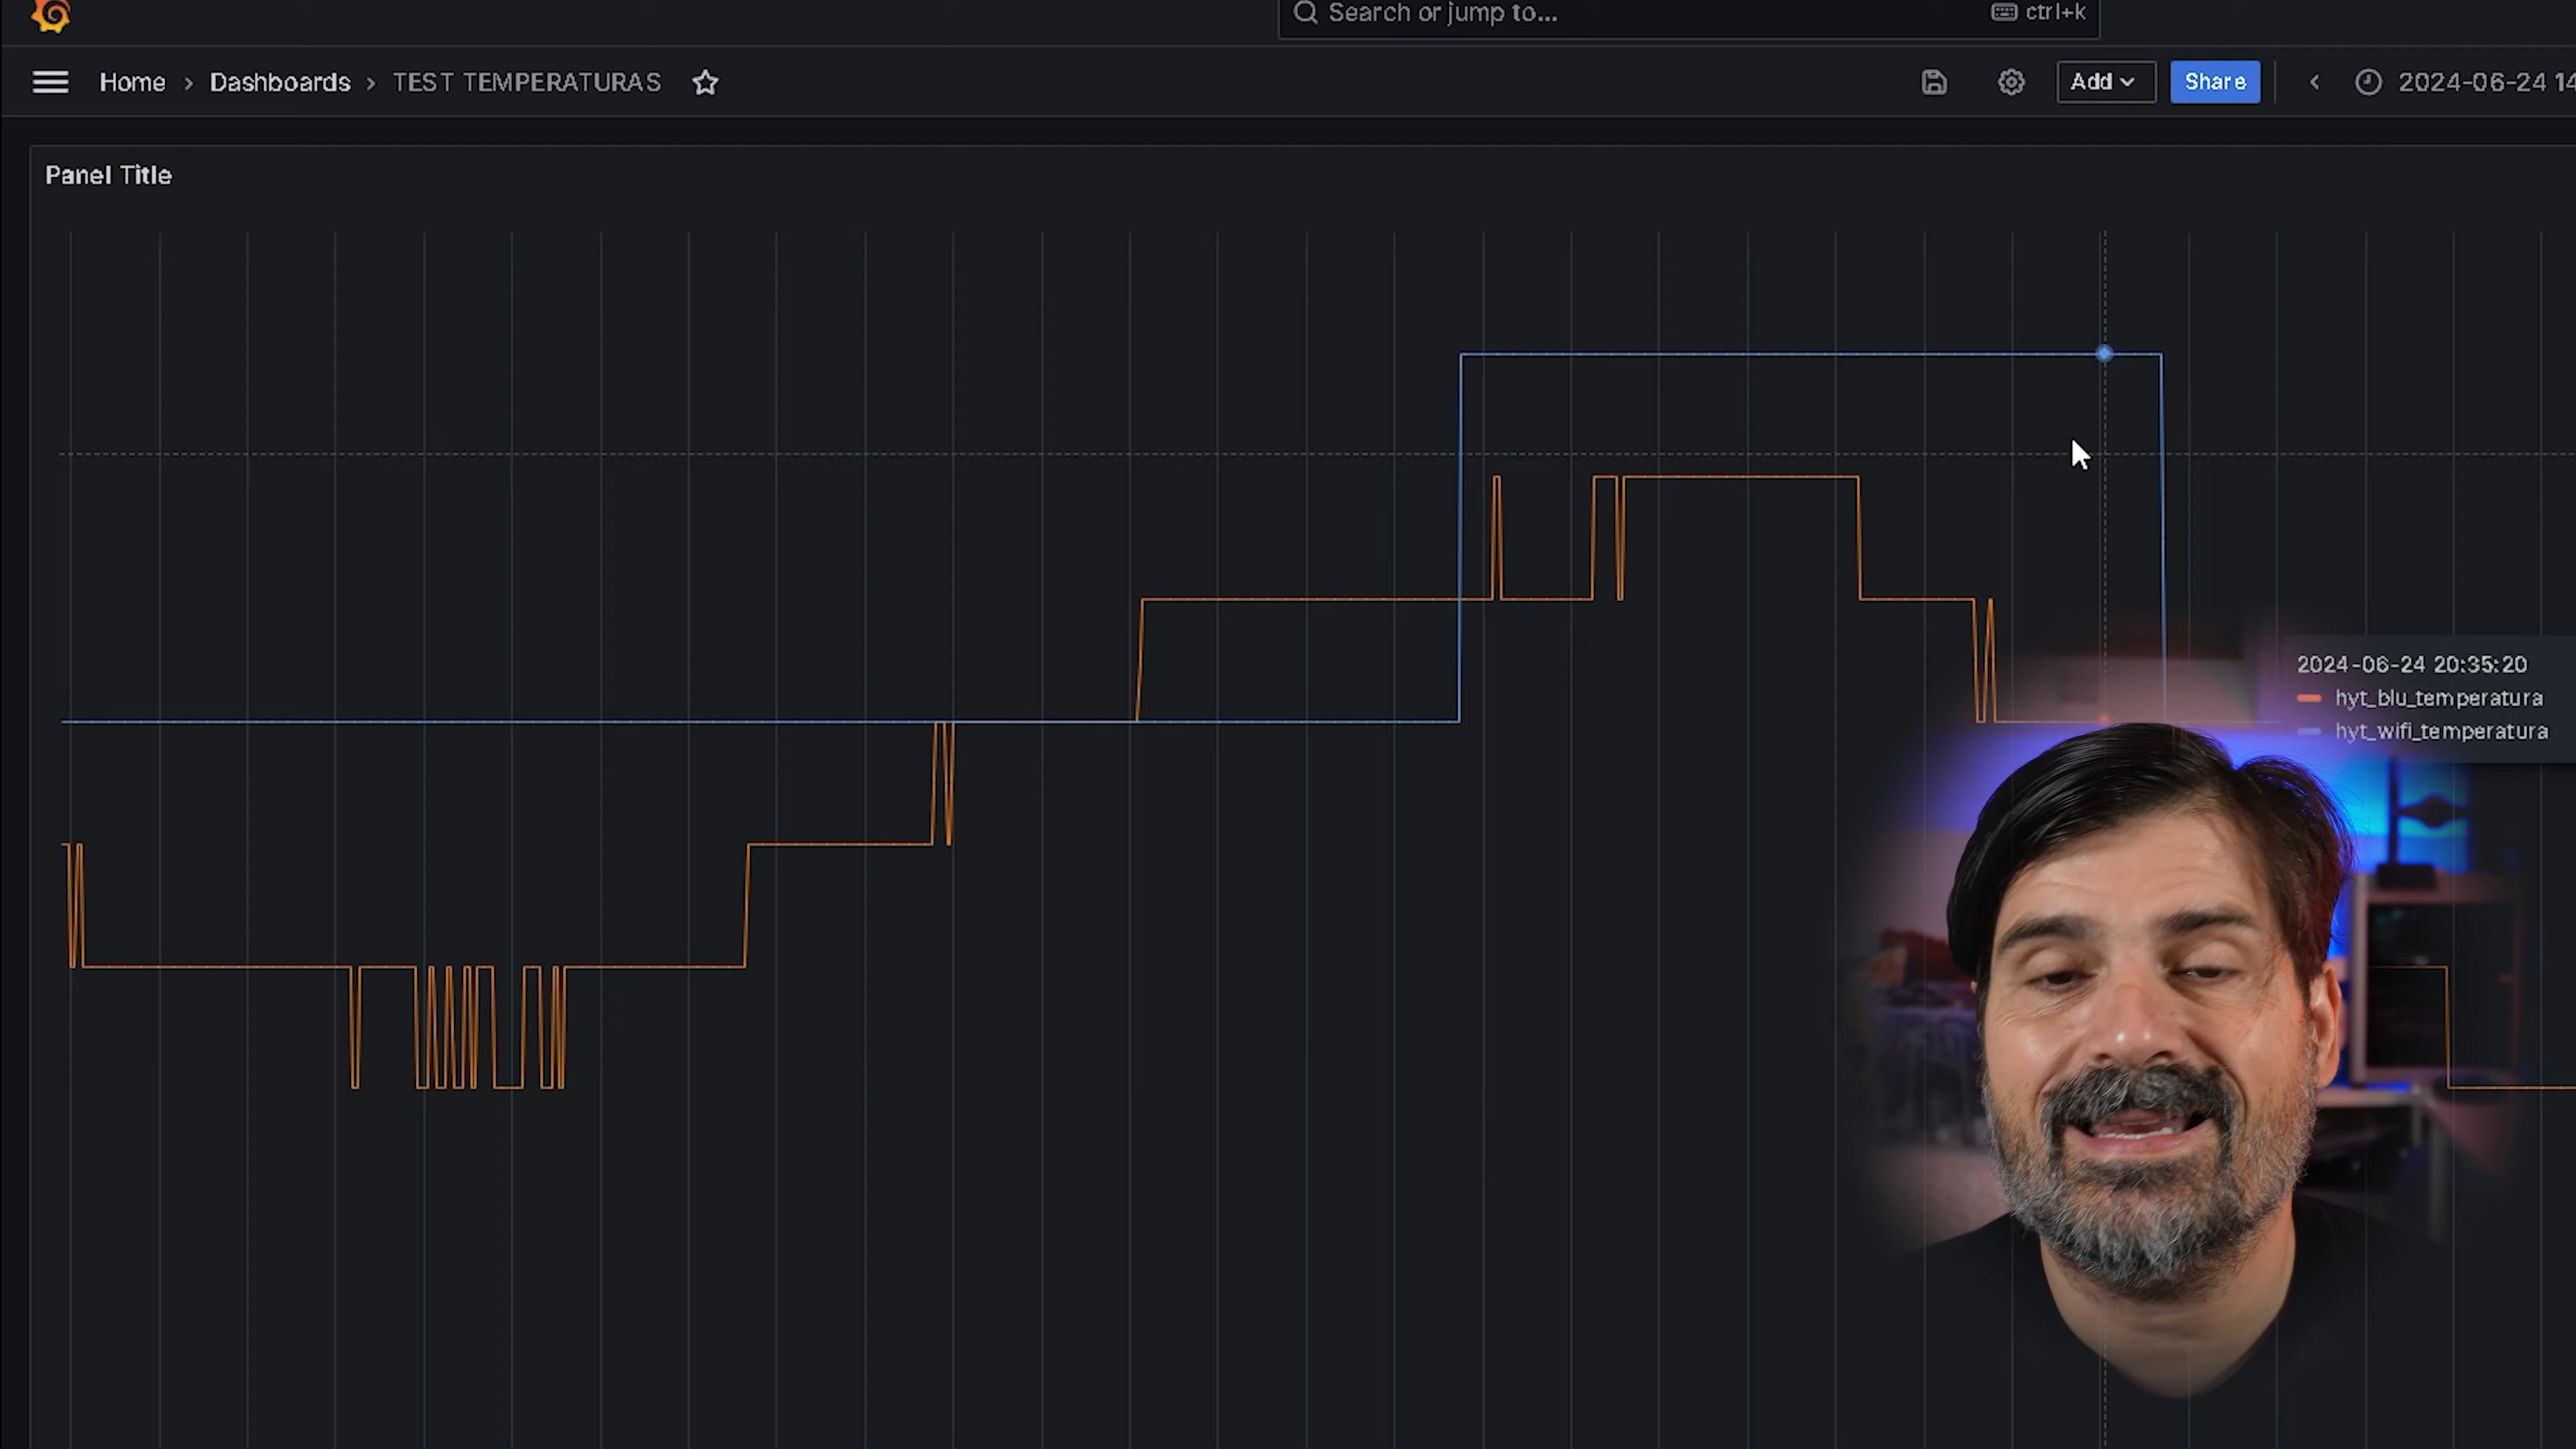 Search or jump to...
ctrl+k
Home › Dashboards › TEST TEMPERATURAS
Add
Share
2024-06-24 14
Panel Title
2024-06-24 20:35:20
hyt_blu_temperatura
hyt_wifi_temperatura